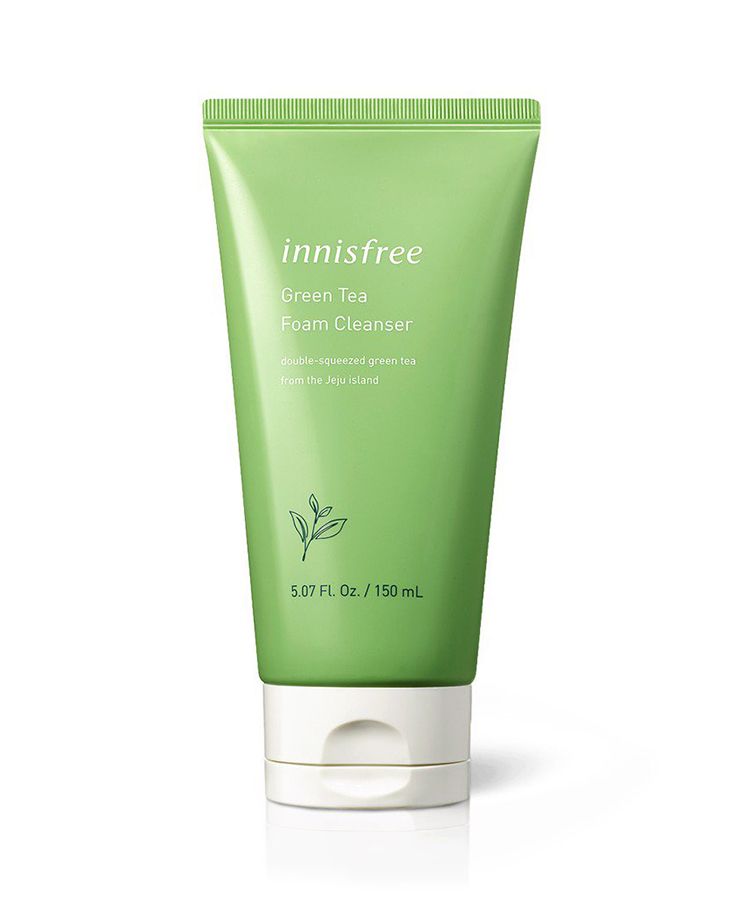 innisfree
Green Tea
Foam Cleanser
double-squeezed green tea
from the Jeju island
5.07 Fl. Oz. / 150 mL